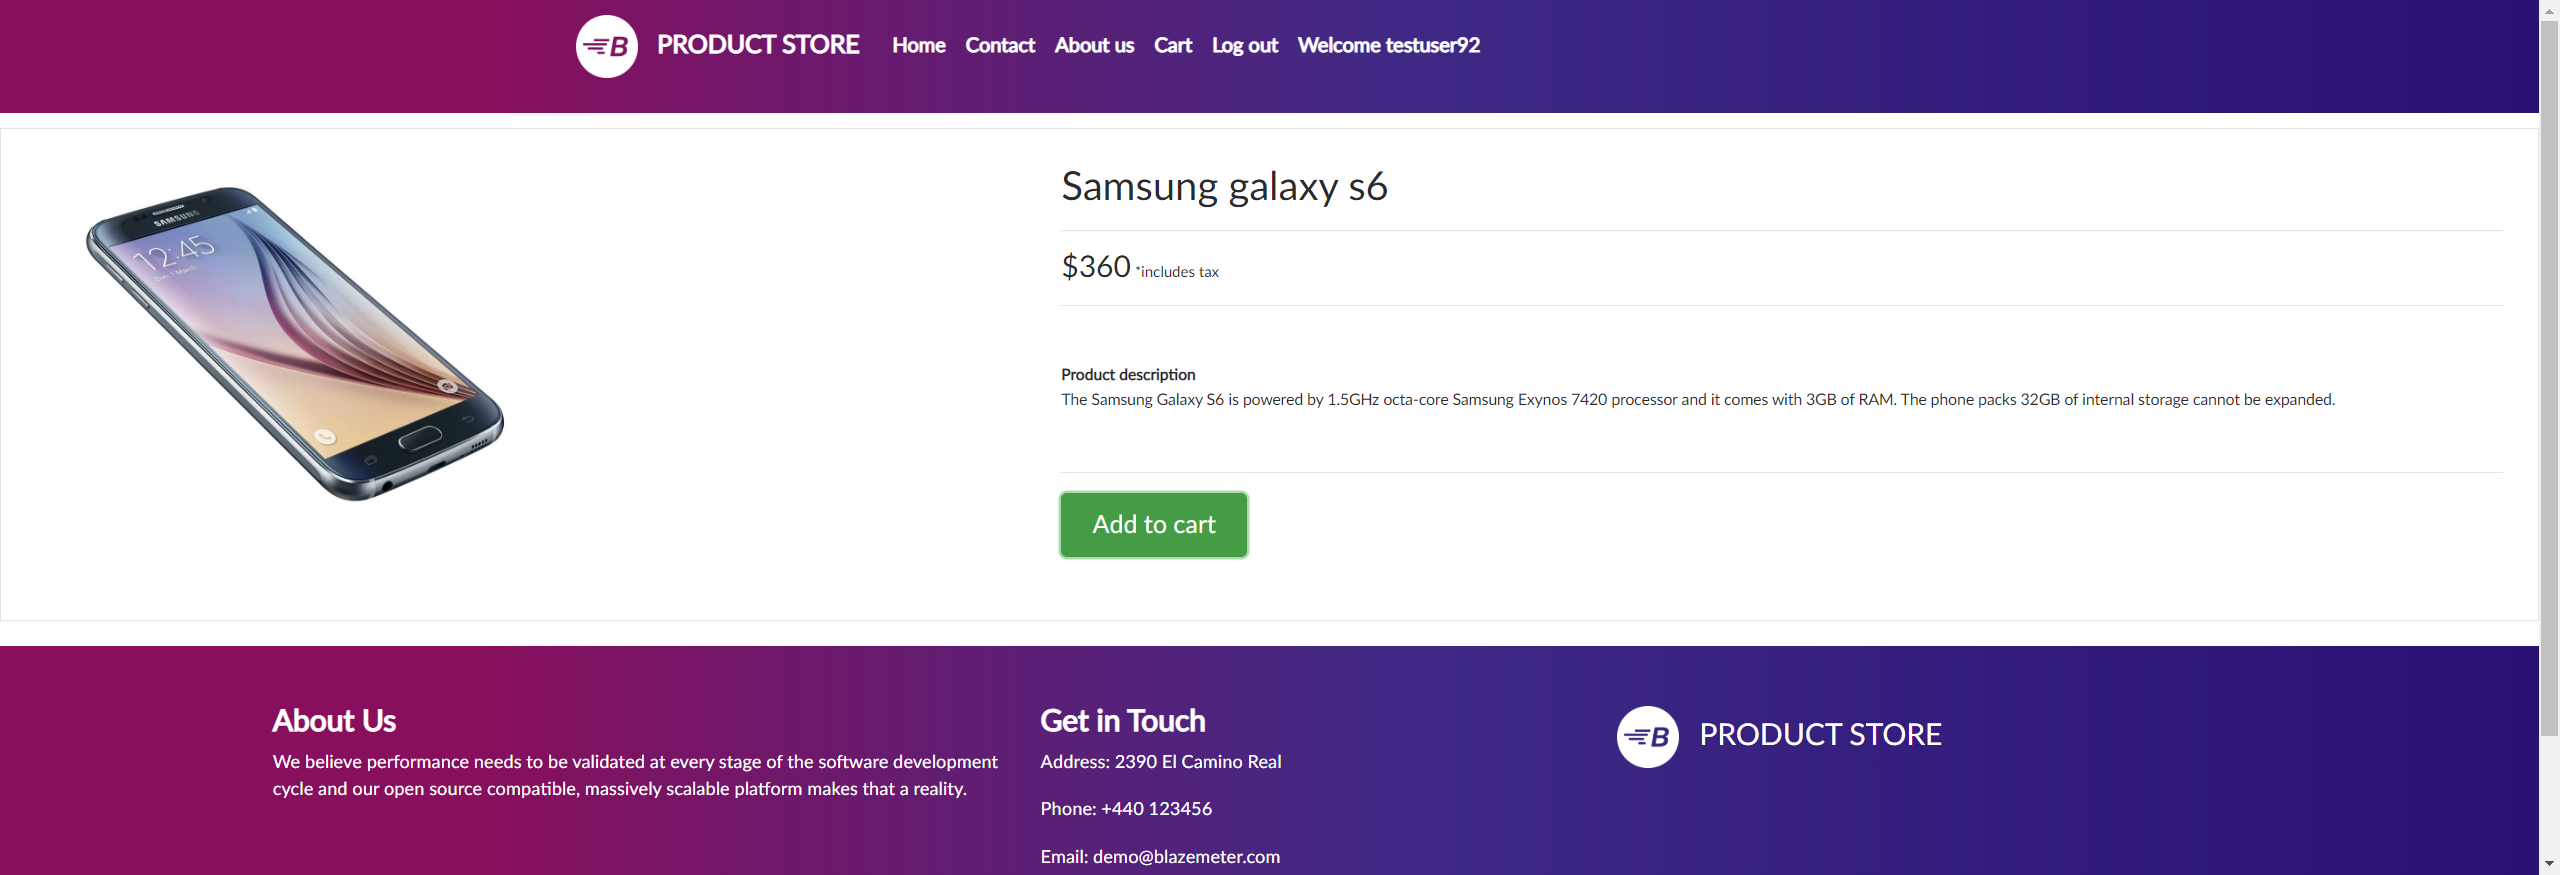 B PRODUCT STORE Home Contact About us Cart Log out Welcome testuser92
SAMSUNG
12:45
Sun, 1 March
Samsung galaxy s6
$360 *includes tax
Product description
The Samsung Galaxy S6 is powered by 1.5GHz octa-core Samsung Exynos 7420 processor and it comes with 3GB of RAM. The phone packs 32GB of internal storage cannot be expanded.
Add to cart
About Us
We believe performance needs to be validated at every stage of the software development
cycle and our open source compatible, massively scalable platform makes that a reality.
Get in Touch
Address: 2390 El Camino Real
Phone: +440 123456
Email: demo@blazemeter.com
B PRODUCT STORE